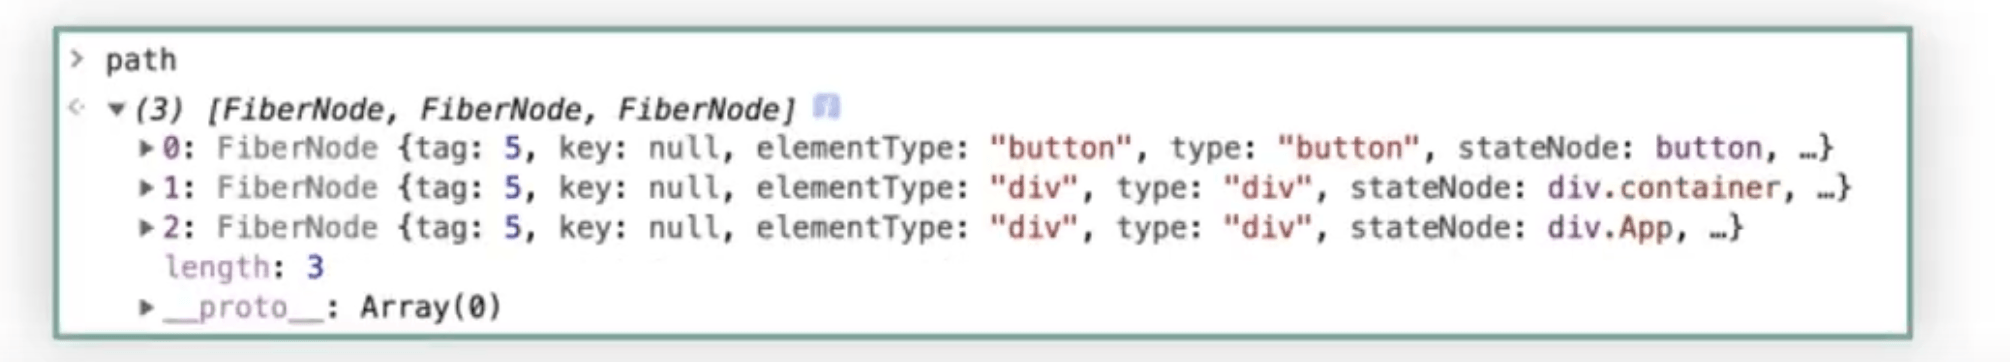 > path
<· ▼(3) [FiberNode, FiberNode, FiberNode] i
▶0: FiberNode {tag: 5, key: null, elementType: "button", type: "button", stateNode: button, …}
▶1: FiberNode {tag: 5, key: null, elementType: "div", type: "div", stateNode: div.container, …}
▶2: FiberNode {tag: 5, key: null, elementType: "div", type: "div", stateNode: div.App, …}
length: 3
▶__proto__: Array(0)